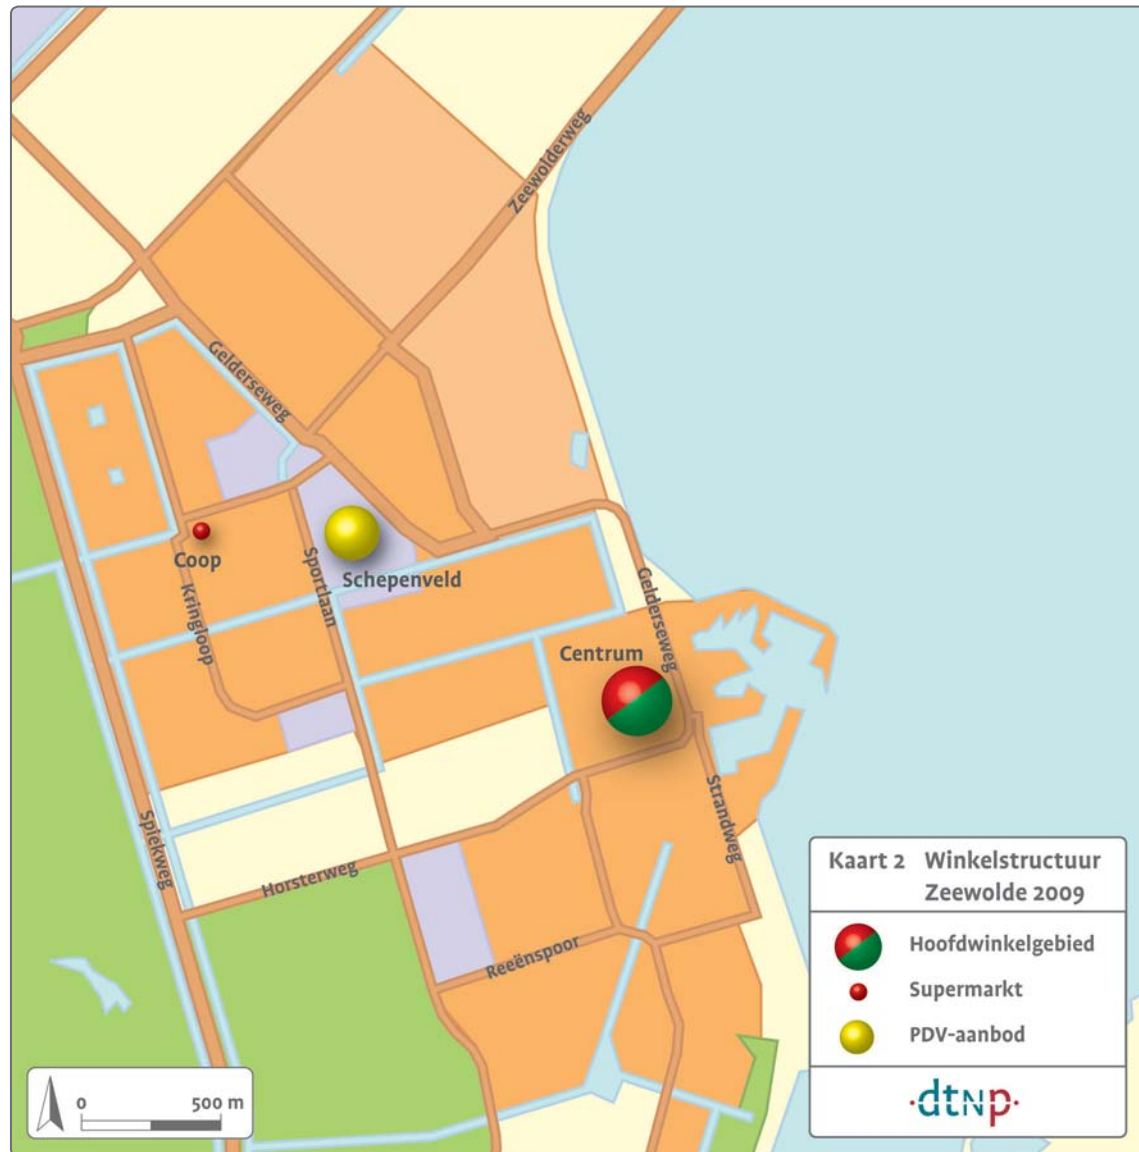 Zeewolderweg
Gelderseweg
Coop
Schepenveld
Sportlaan
Kringloop
Gelderseweg
Centrum
Strandweg
Spiekweg
Horsterweg
Reeënspoor
Kaart 2 Winkelstructuur
Zeewolde 2009
Hoofdwinkelgebied
Supermarkt
PDV-aanbod
·dtNp·
0 500 m